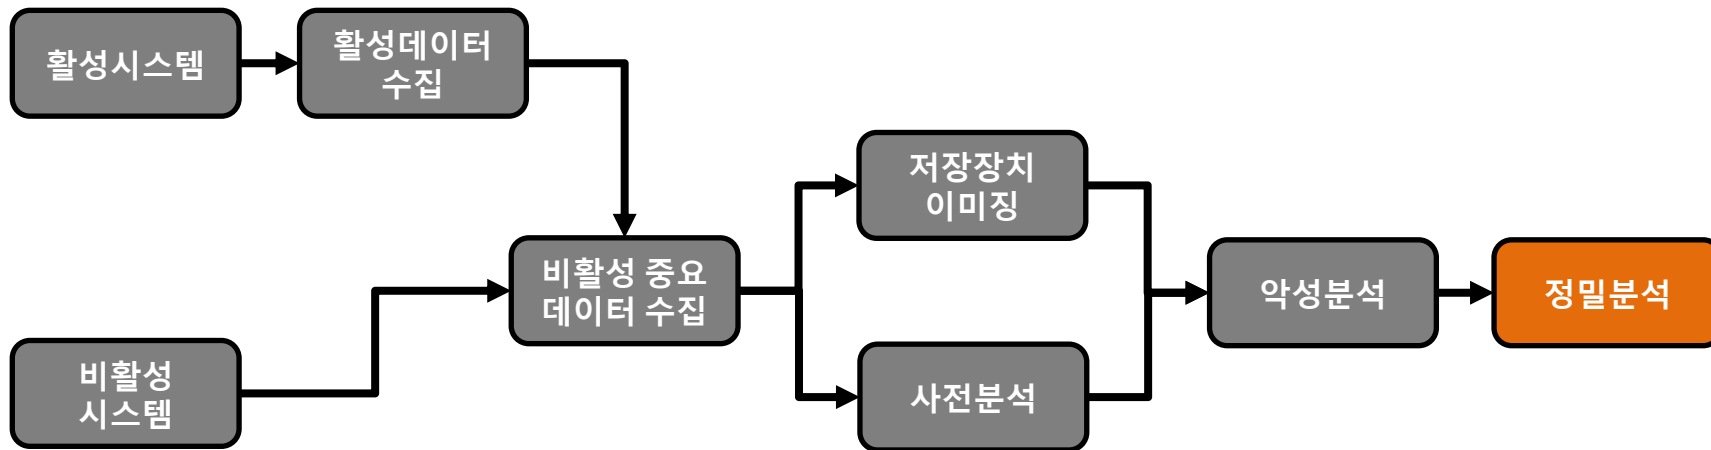 활성시스템
활성데이터
수집
비활성
시스템
비활성 중요
데이터 수집
저장장치
이미징
사전분석
악성분석
정밀분석